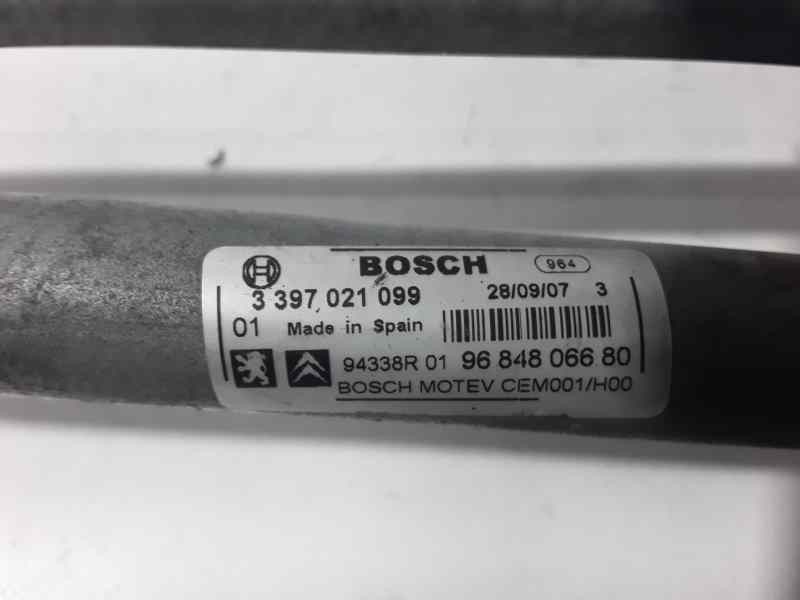 BOSCH 964
3 397 021 099 28/09/07 3
01 Made in Spain
94338R 01 96 848 066 80
BOSCH MOTEV CEM001/H00